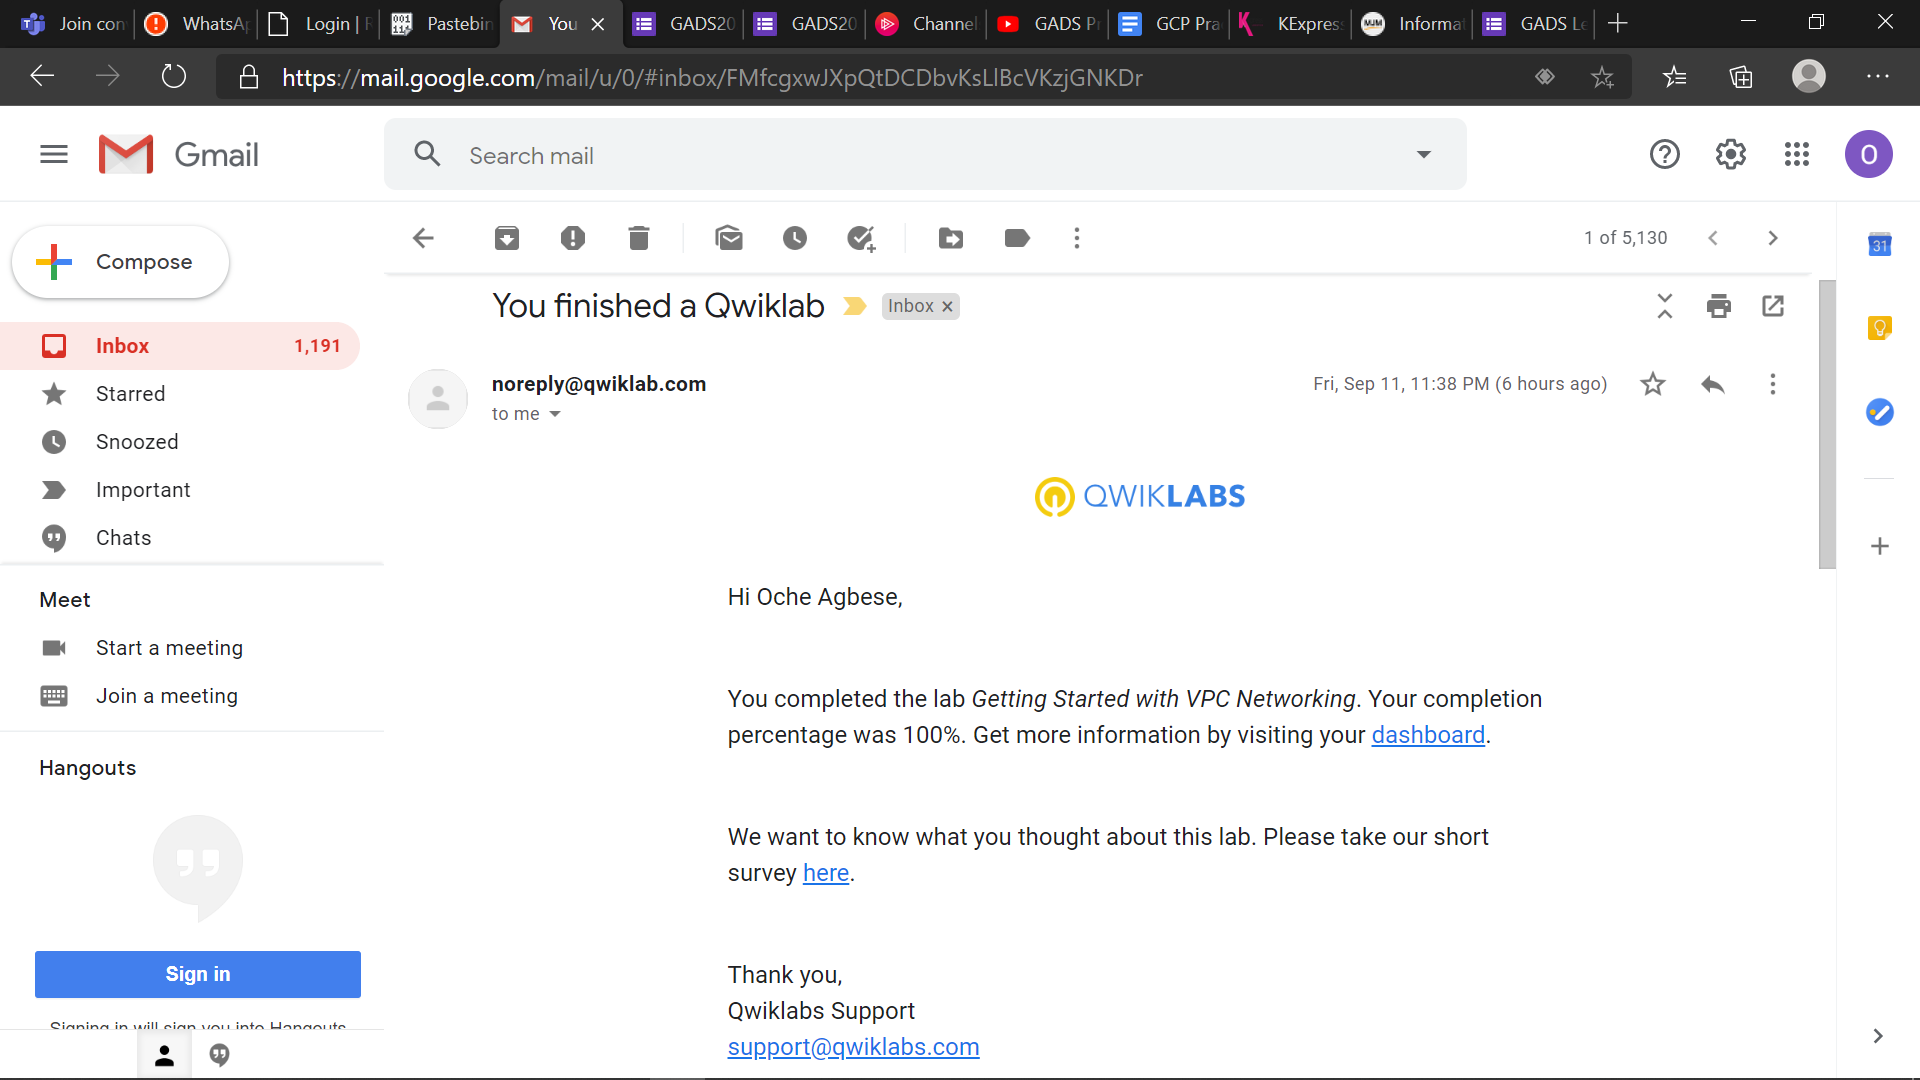 Join con
WhatsAp
Login |
Pastebin
You
GADS20
GADS20
Channel
GADS Pr
GCP Pra
KExpres
Informat
GADS Le
https://mail.google.com/mail/u/0/#inbox/FMfcgxwJXpQtDCDbvKsLlBcVKzjGNKDr
Gmail
Search mail
O
Compose
1 of 5,130
31
You finished a Qwiklab
Inbox
Inbox 1,191
Starred
Snoozed
Important
Chats
noreply@qwiklab.com
Fri, Sep 11, 11:38 PM (6 hours ago)
to me
QWIKLABS
Hi Oche Agbese,
Meet
Start a meeting
Join a meeting
You completed the lab Getting Started with VPC Networking. Your completion
percentage was 100%. Get more information by visiting your dashboard.
Hangouts
We want to know what you thought about this lab. Please take our short
survey here.
Sign in
Signing in will sign you into Hangouts
Thank you,
Qwiklabs Support
support@qwiklabs.com